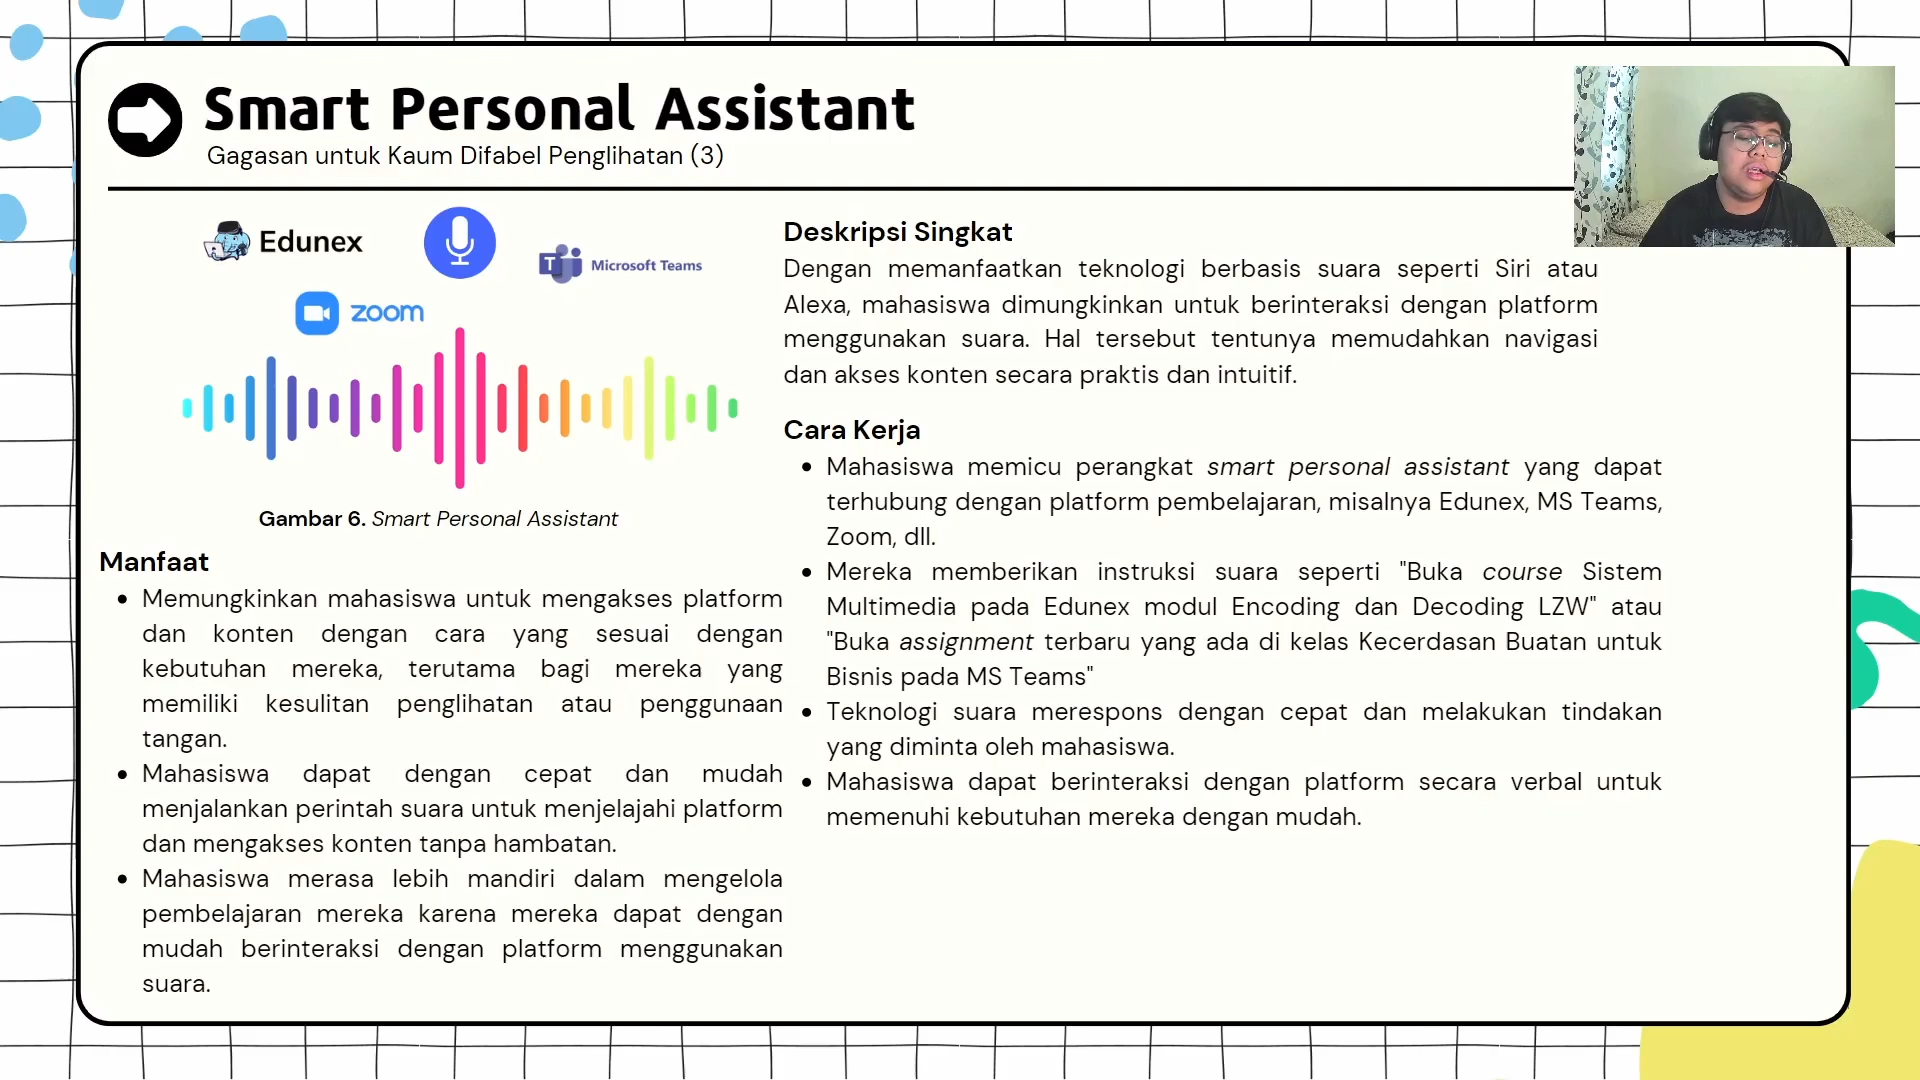 Smart Personal Assistant
Gagasan untuk Kaum Difabel Penglihatan (3)
Edunex
Microsoft Teams
zoom
Gambar 6. Smart Personal Assistant
Manfaat
• Memungkinkan mahasiswa untuk mengakses platform
dan konten dengan cara yang sesuai dengan
kebutuhan mereka, terutama bagi mereka yang
memiliki kesulitan penglihatan atau penggunaan
tangan.
• Mahasiswa dapat dengan cepat dan mudah
menjalankan perintah suara untuk menjelajahi platform
dan mengakses konten tanpa hambatan.
• Mahasiswa merasa lebih mandiri dalam mengelola
pembelajaran mereka karena mereka dapat dengan
mudah berinteraksi dengan platform menggunakan
suara.
Deskripsi Singkat
Dengan memanfaatkan teknologi berbasis suara seperti Siri atau
Alexa, mahasiswa dimungkinkan untuk berinteraksi dengan platform
menggunakan suara. Hal tersebut tentunya memudahkan navigasi
dan akses konten secara praktis dan intuitif.
Cara Kerja
• Mahasiswa memicu perangkat smart personal assistant yang dapat
terhubung dengan platform pembelajaran, misalnya Edunex, MS Teams,
Zoom, dll.
• Mereka memberikan instruksi suara seperti "Buka course Sistem
Multimedia pada Edunex modul Encoding dan Decoding LZW" atau
"Buka assignment terbaru yang ada di kelas Kecerdasan Buatan untuk
Bisnis pada MS Teams"
• Teknologi suara merespons dengan cepat dan melakukan tindakan
yang diminta oleh mahasiswa.
• Mahasiswa dapat berinteraksi dengan platform secara verbal untuk
memenuhi kebutuhan mereka dengan mudah.